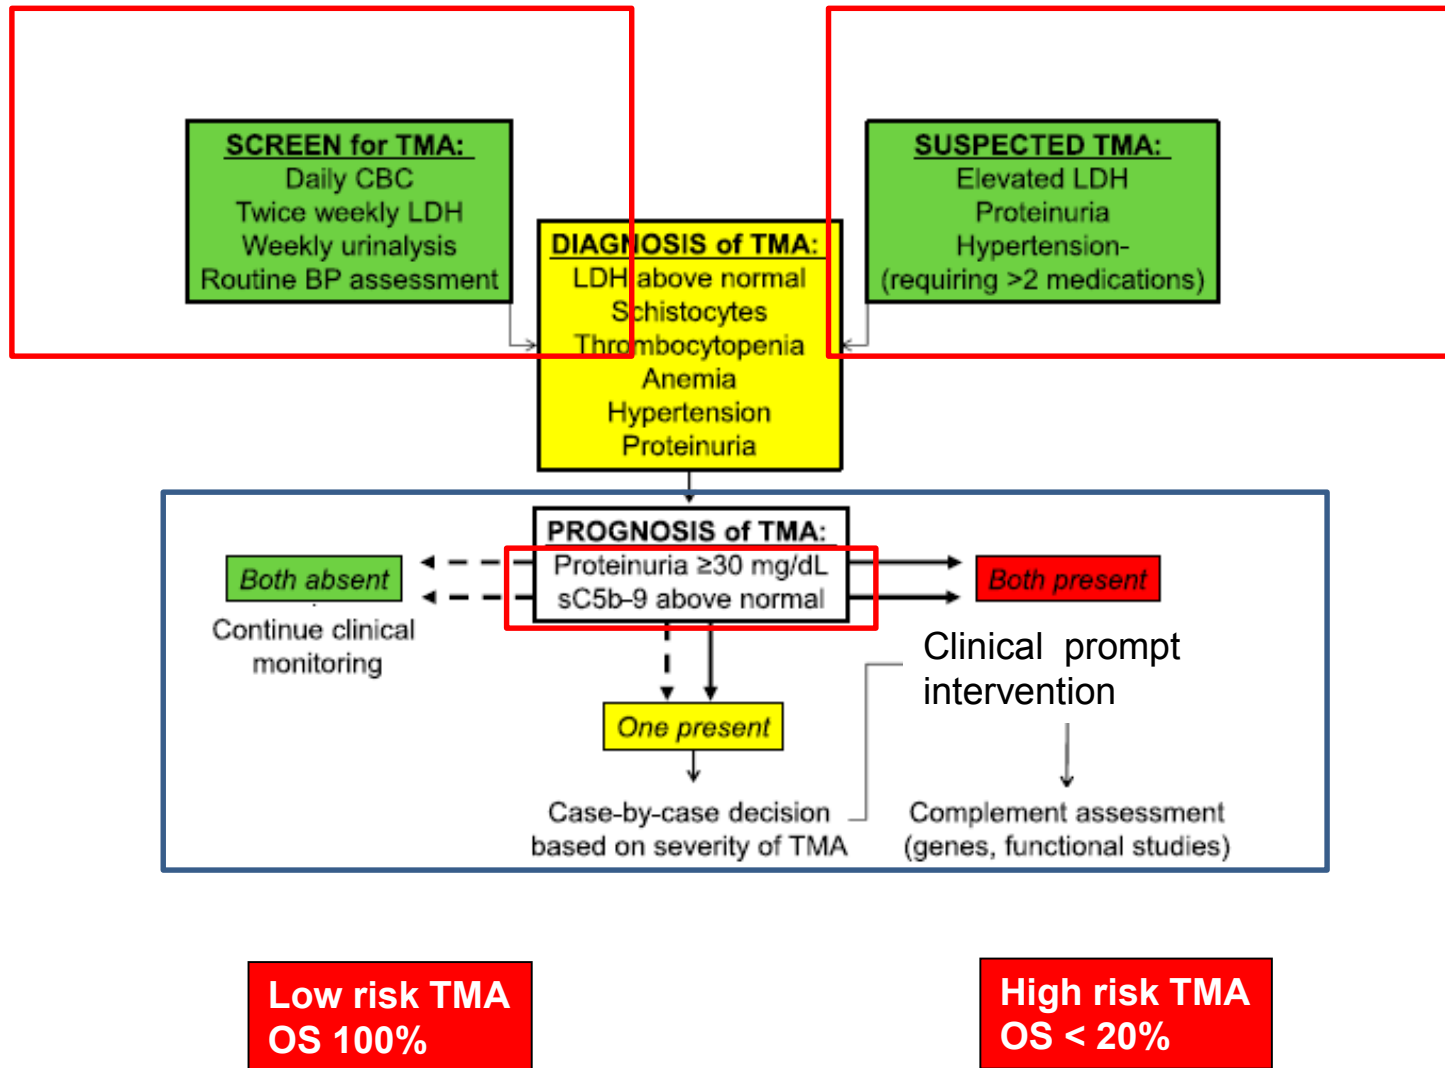 SCREEN for TMA:
Daily CBC
Twice weekly LDH
Weekly urinalysis
Routine BP assessment
SUSPECTED TMA:
Elevated LDH
Proteinuria
Hypertension-
(requiring >2 medications)
DIAGNOSIS of TMA:
LDH above normal
Schistocytes
Thrombocytopenia
Anemia
Hypertension
Proteinuria
PROGNOSIS of TMA:
Proteinuria ≥30 mg/dL
sC5b-9 above normal
Both absent
Continue clinical
monitoring
Both present
Clinical prompt
intervention
One present
Case-by-case decision
based on severity of TMA
Complement assessment
(genes, functional studies)
Low risk TMA
OS 100%
High risk TMA
OS < 20%